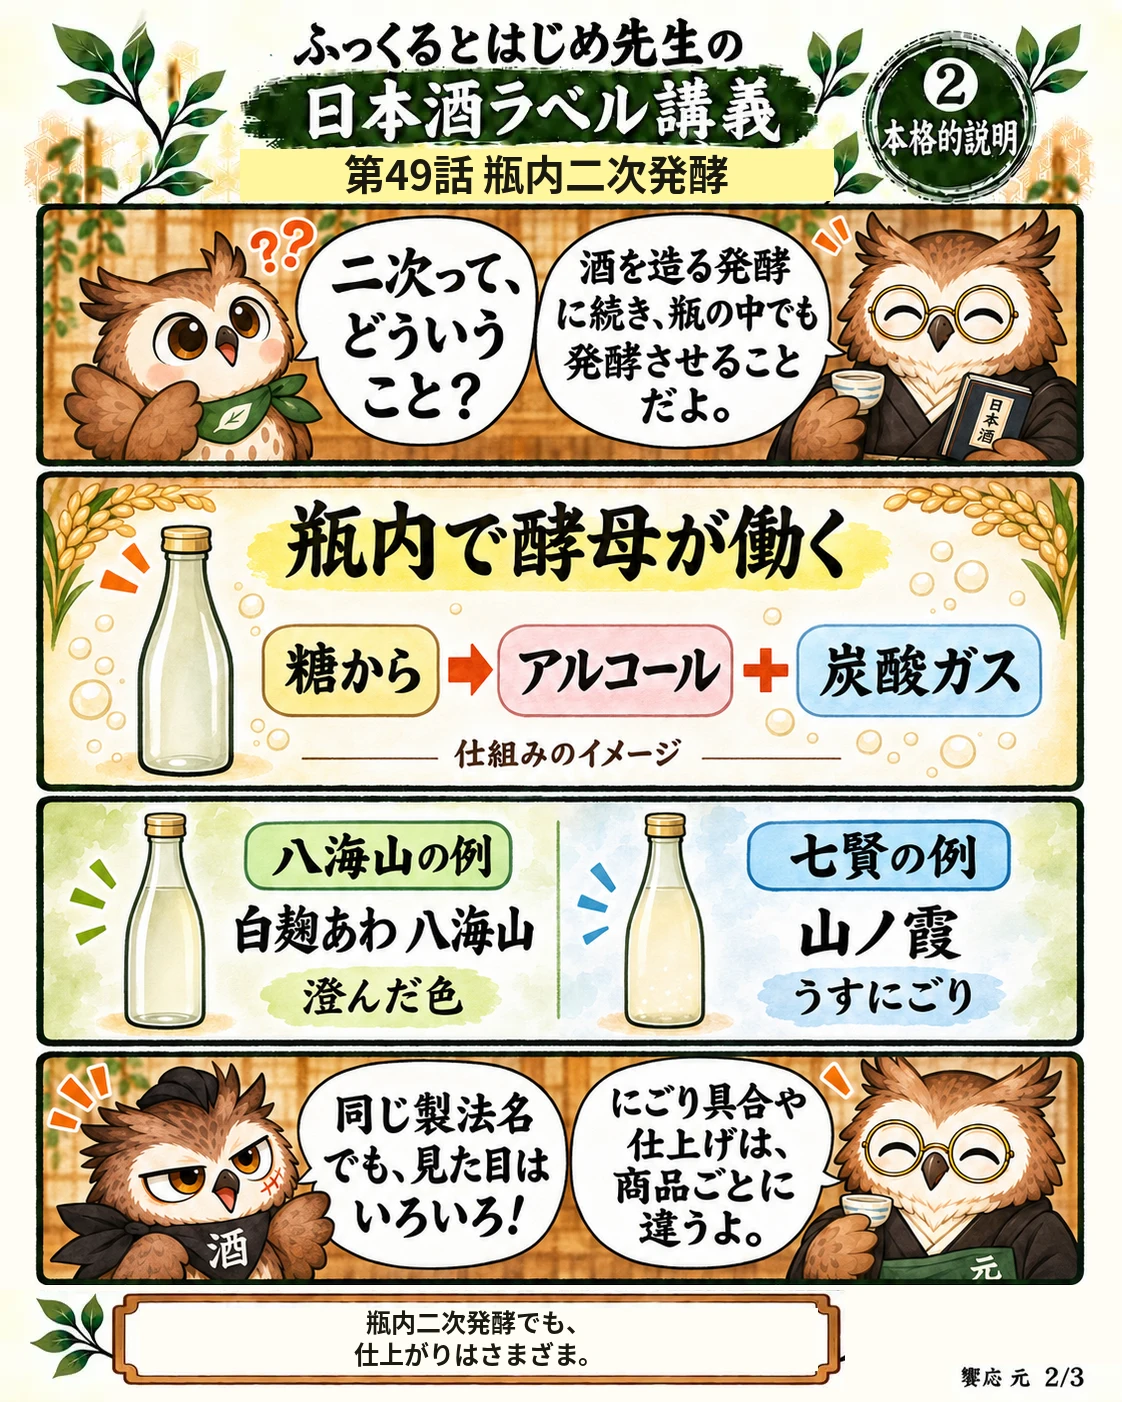 ふっくるとはじめ先生の
日本酒ラベル講義
2
本格的説明
第49話 瓶内二次発酵
??
二次って、
どういう
こと?
酒を造る発酵
に続き、瓶の中でも
発酵させること
だよ。
日本酒
瓶内で酵母が働く
糖から
アルコール
+
炭酸ガス
仕組みのイメージ
八海山の例
白麹あわ 八海山
澄んだ色
七賢の例
山ノ霞
うすにごり
同じ製法名
でも、見た目は
いろいろ!
酒
にごり具合や
仕上げは、
商品ごとに
違うよ。
元
瓶内二次発酵でも、
仕上がりはさまざま。
饗応 元 2/3